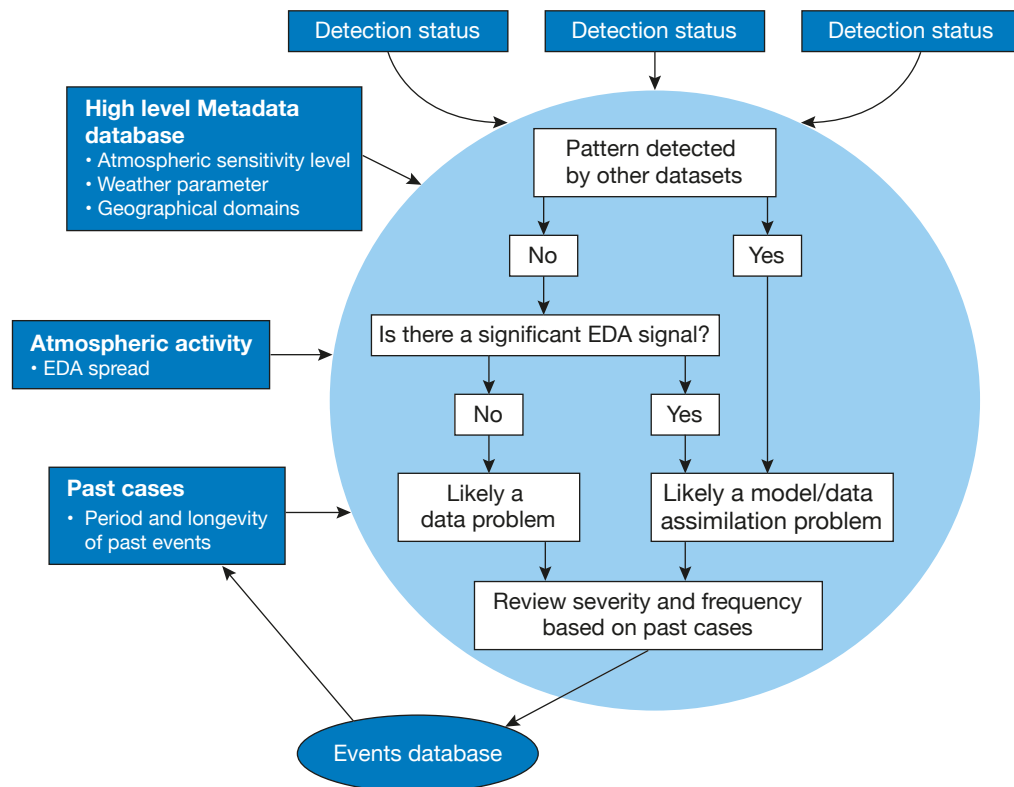 Detection status
Detection status
Detection status
High level Metadata
database
• Atmospheric sensitivity level
• Weather parameter
• Geographical domains
Pattern detected
by other datasets
No
Yes
Is there a significant EDA signal?
Atmospheric activity
• EDA spread
No
Yes
Past cases
• Period and longevity
of past events
Likely a
data problem
Likely a model/data
assimilation problem
Review severity and frequency
based on past cases
Events database